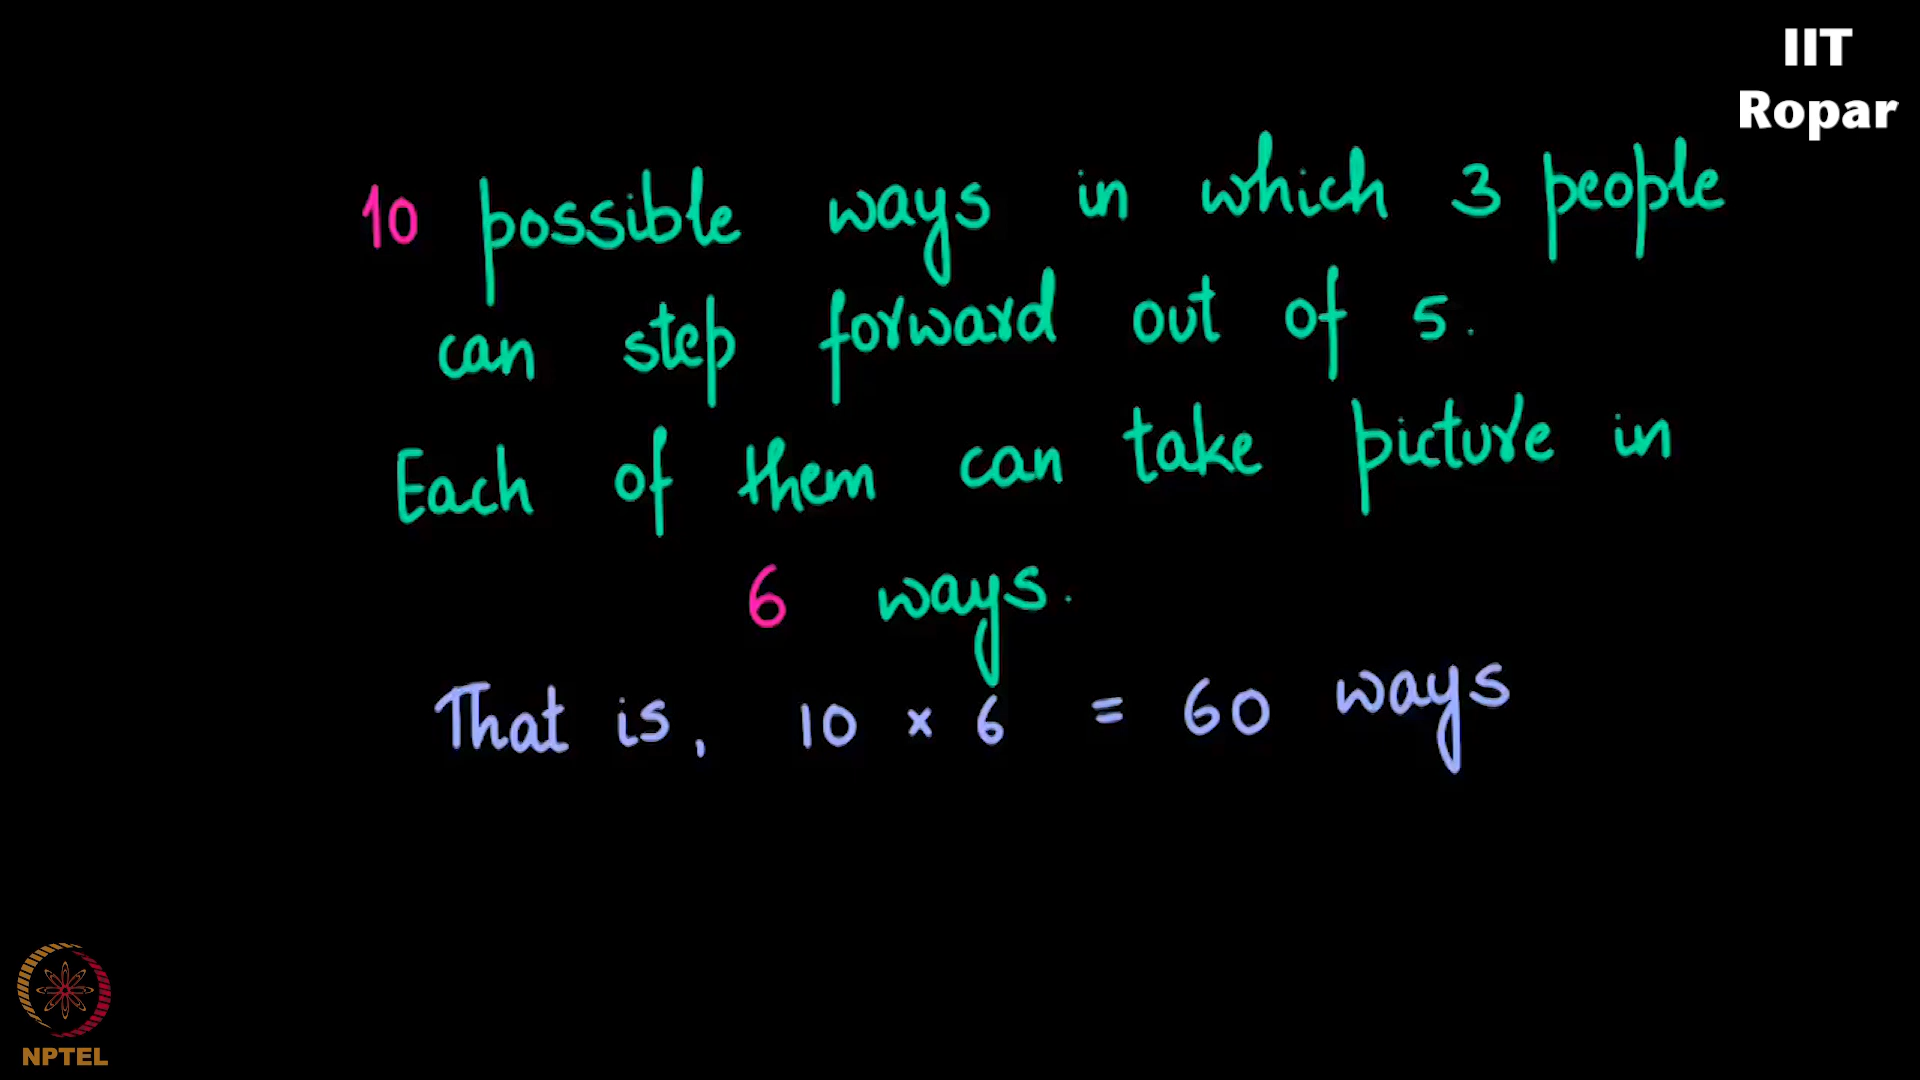 IIT
Ropar
10 possible ways in which 3 people
can step forward out of 5.
Each of them can take picture in
6 ways.
That is, 10 × 6 = 60 ways
NPTEL